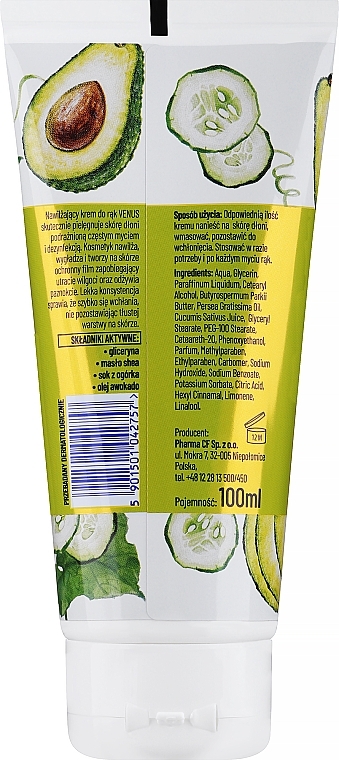 Nawilżający krem do rąk VENUS
skutecznie pielęgnuje skórę dłoni
podrażnioną częstym myciem
i dezynfekcją. Kosmetyk nawilża,
wygładza i tworzy na skórze
ochronny film zapobiegający
utracie wilgoci oraz odżywia
paznokcie. Lekka konsystencja
sprawia, że szybko się wchłania,
nie pozostawiając tłustej
warstwy na skórze.
SKŁADNIKI AKTYWNE:
• gliceryna
• masło shea
• sok z ogórka
• olej awokado
PRZEBADANY DERMATOLOGICZNIE
5 901501 042757
Sposób użycia: Odpowiednią ilość
kremu nanieść na skórę dłoni,
wmasować, pozostawić do
wchłonięcia. Stosować w razie
potrzeby i po każdym myciu rąk.
Ingredients: Aqua, Glycerin,
Paraffinum Liquidum, Cetearyl
Alcohol, Butyrospermum Parkii
Butter, Persea Gratissima Oil,
Cucumis Sativus Juice, Glyceryl
Stearate, PEG-100 Stearate,
Ceteareth-20, Phenoxyethanol,
Parfum, Methylparaben,
Ethylparaben, Carbomer, Sodium
Hydroxide, Sodium Benzoate,
Potassium Sorbate, Citric Acid,
Hexyl Cinnamal, Limonene,
Linalool.
12 M
Producent:
Pharma CF Sp. z o.o.
ul. Mokra 7, 32-005 Niepołomice
Polska,
tel. +48 12 28 13 500/450
Pojemność: 100ml